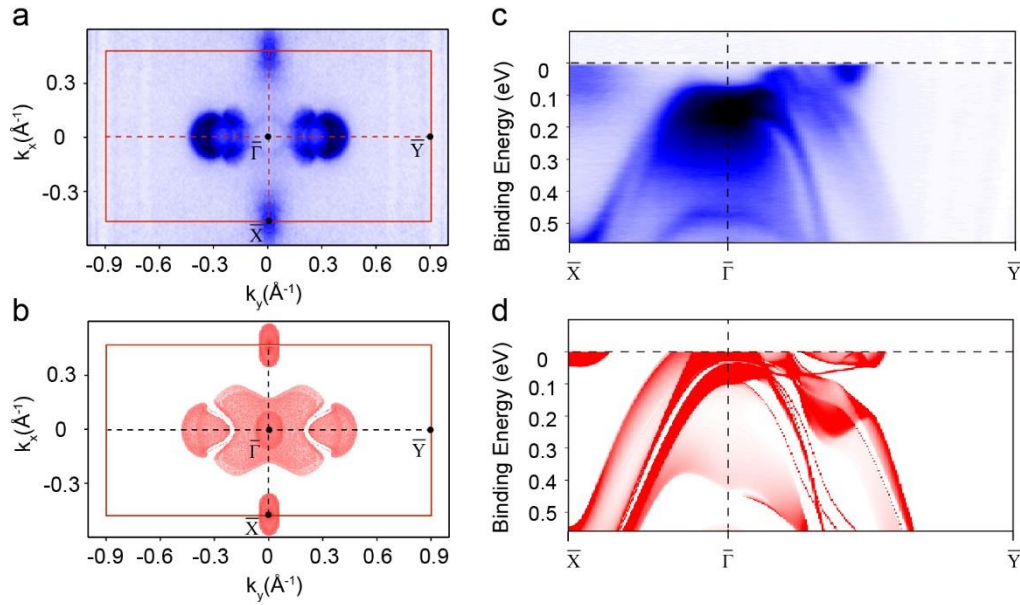 a
kₓ(Å⁻¹)
0.3
0
-0.3
Γ̅
Y̅
X̅
-0.9 -0.6 -0.3 0 0.3 0.6 0.9
k_y(Å⁻¹)
b
kₓ(Å⁻¹)
0.3
0
-0.3
Γ̅
Y̅
X̅
-0.9 -0.6 -0.3 0 0.3 0.6 0.9
k_y(Å⁻¹)
c
Binding Energy (eV)
0
0.1
0.2
0.3
0.4
0.5
X̅ Γ̅ Y̅
d
Binding Energy (eV)
0
0.1
0.2
0.3
0.4
0.5
X̅ Γ̅ Y̅